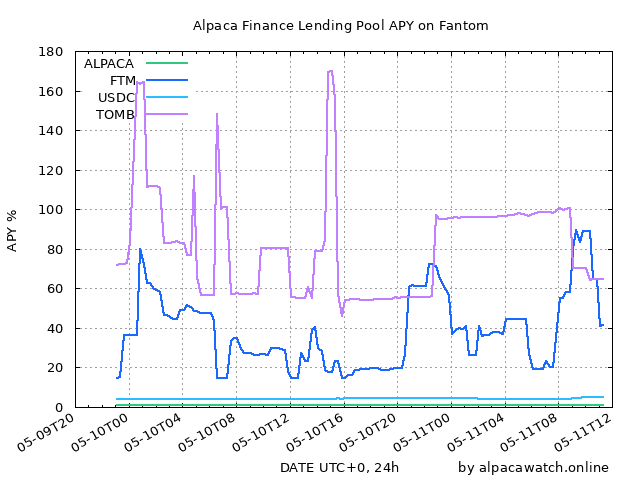 Alpaca Finance Lending Pool APY on Fantom
180
160
140
120
100
80
60
40
20
0
APY %
ALPACA
FTM
USDC
TOMB
05-09T20
05-10T00
05-10T04
05-10T08
05-10T12
05-10T16
05-10T20
05-11T00
05-11T04
05-11T08
05-11T12
DATE UTC+0, 24h
by alpacawatch.online